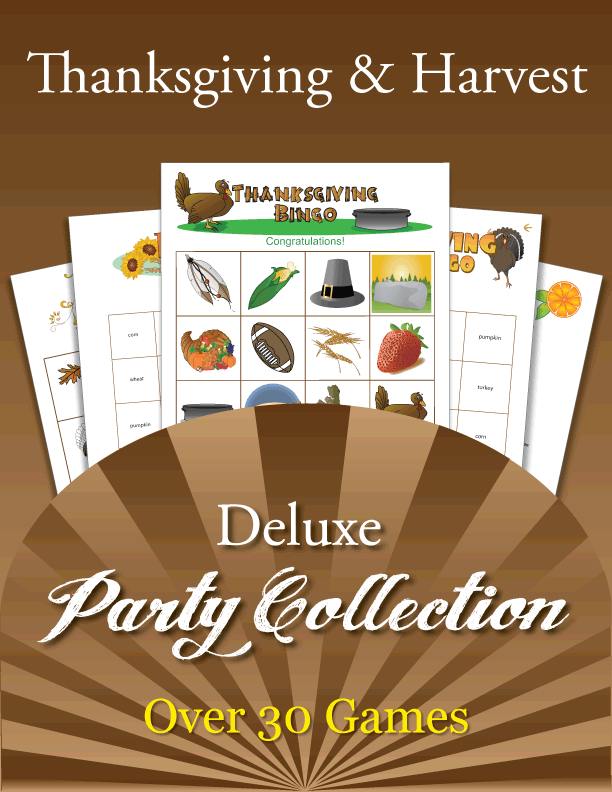 Thanksgiving & Harvest
THANKSGIVING
BINGO
Congratulations!
corn
wheat
pumpkin
pumpkin
turkey
corn
Deluxe
Party Collection
Over 30 Games